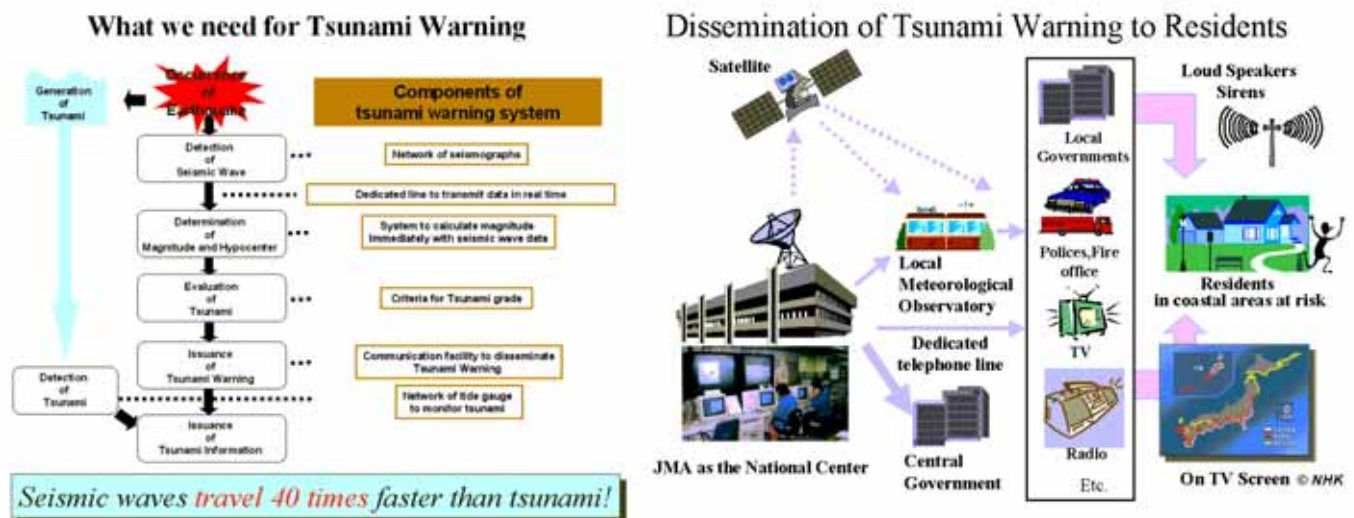 What we need for Tsunami Warning
Occurrence
of
Earthquake
Generation
of
Tsunami
Components of
tsunami warning system
Detection
of
Seismic Wave
Network of seismographs
Dedicated line to transmit data in real time
Determination
of
Magnitude and Hypocenter
System to calculate magnitude
Immediately with seismic wave data
Evaluation
of
Tsunami
Criteria for Tsunami grade
Issuance
of
Tsunami Warning
Communication facility to disseminate
Tsunami Warning
Detection
of
Tsunami
Network of tide gauge
to monitor tsunami
Issuance
of
Tsunami Information
Seismic waves travel 40 times faster than tsunami!
Dissemination of Tsunami Warning to Residents
Satellite
Loud Speakers
Sirens
Local
Governments
Polices,Fire
office
Local
Meteorological
Observatory
Residents
in coastal areas at risk
Dedicated
telephone line
TV
JMA as the National Center
Central
Government
Radio
Etc.
On TV Screen © NHK